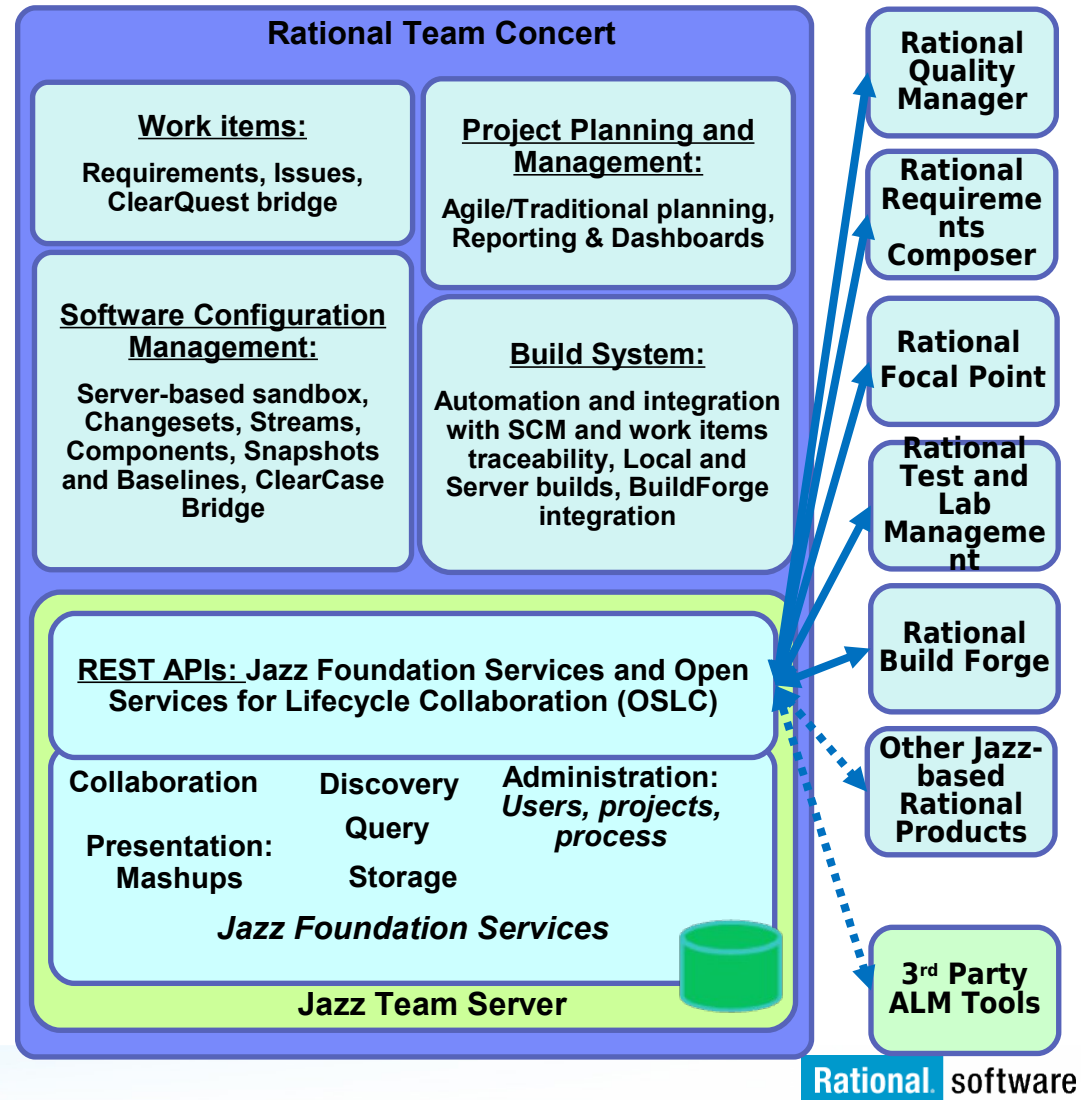 Rational Team Concert
Work items:
Requirements, Issues,
ClearQuest bridge
Project Planning and
Management:
Agile/Traditional planning,
Reporting & Dashboards
Software Configuration
Management:
Server-based sandbox,
Changesets, Streams,
Components, Snapshots
and Baselines, ClearCase
Bridge
Build System:
Automation and integration
with SCM and work items
traceability, Local and
Server builds, BuildForge
integration
REST APIs: Jazz Foundation Services and Open
Services for Lifecycle Collaboration (OSLC)
Collaboration
Discovery
Administration:
Users, projects,
process
Query
Presentation:
Mashups
Storage
Jazz Foundation Services
Jazz Team Server
Rational
Quality
Manager
Rational
Requireme
nts
Composer
Rational
Focal Point
Rational
Test and
Lab
Manageme
nt
Rational
Build Forge
Other Jazz-
based
Rational
Products
3rd Party
ALM Tools
Rational. software